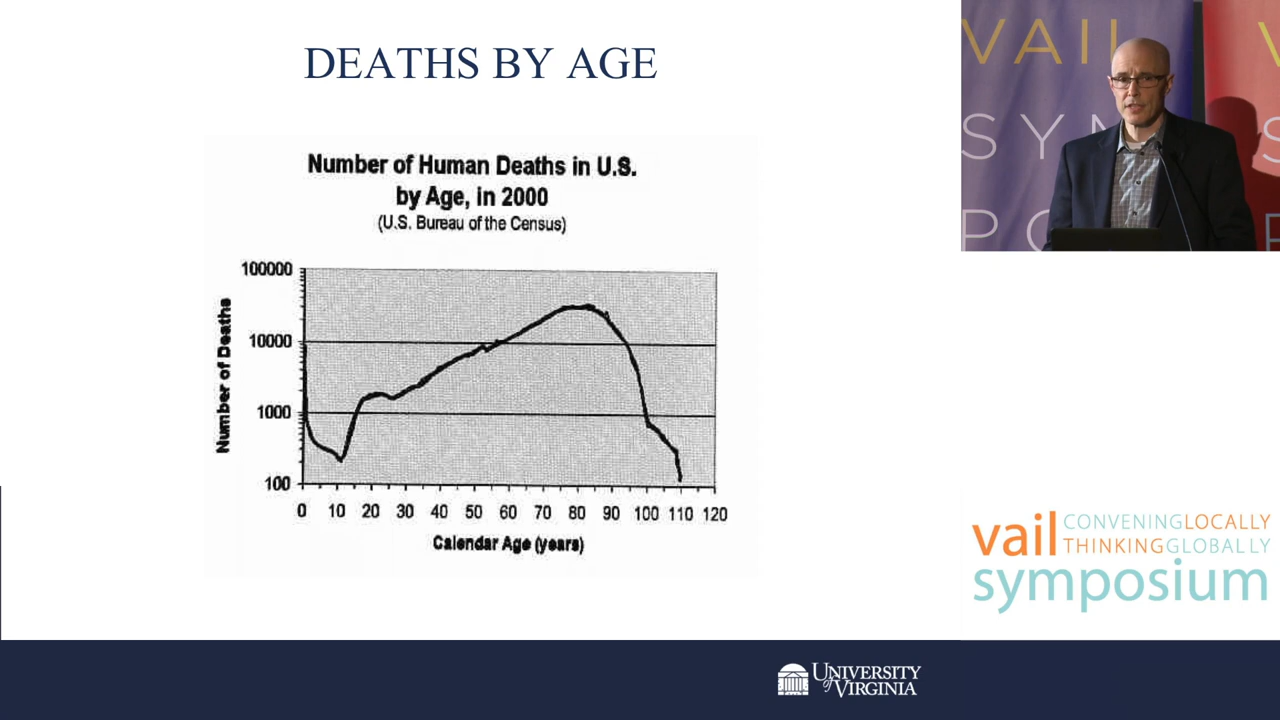 DEATHS BY AGE
Number of Human Deaths in U.S.
by Age, in 2000
(U.S. Bureau of the Census)
100000
10000
1000
100
Number of Deaths
0 10 20 30 40 50 60 70 80 90 100 110 120
Calendar Age (years)
VAIL
SYM
PO
V
S
P
vail CONVENINGLOCALLY
THINKINGGLOBALLY
symposium
UNIVERSITY
of VIRGINIA